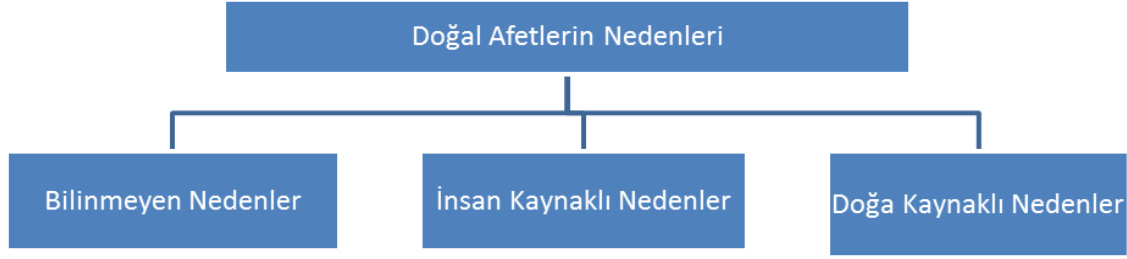 Doğal Afetlerin Nedenleri
Bilinmeyen Nedenler
İnsan Kaynaklı Nedenler
Doğa Kaynaklı Nedenler